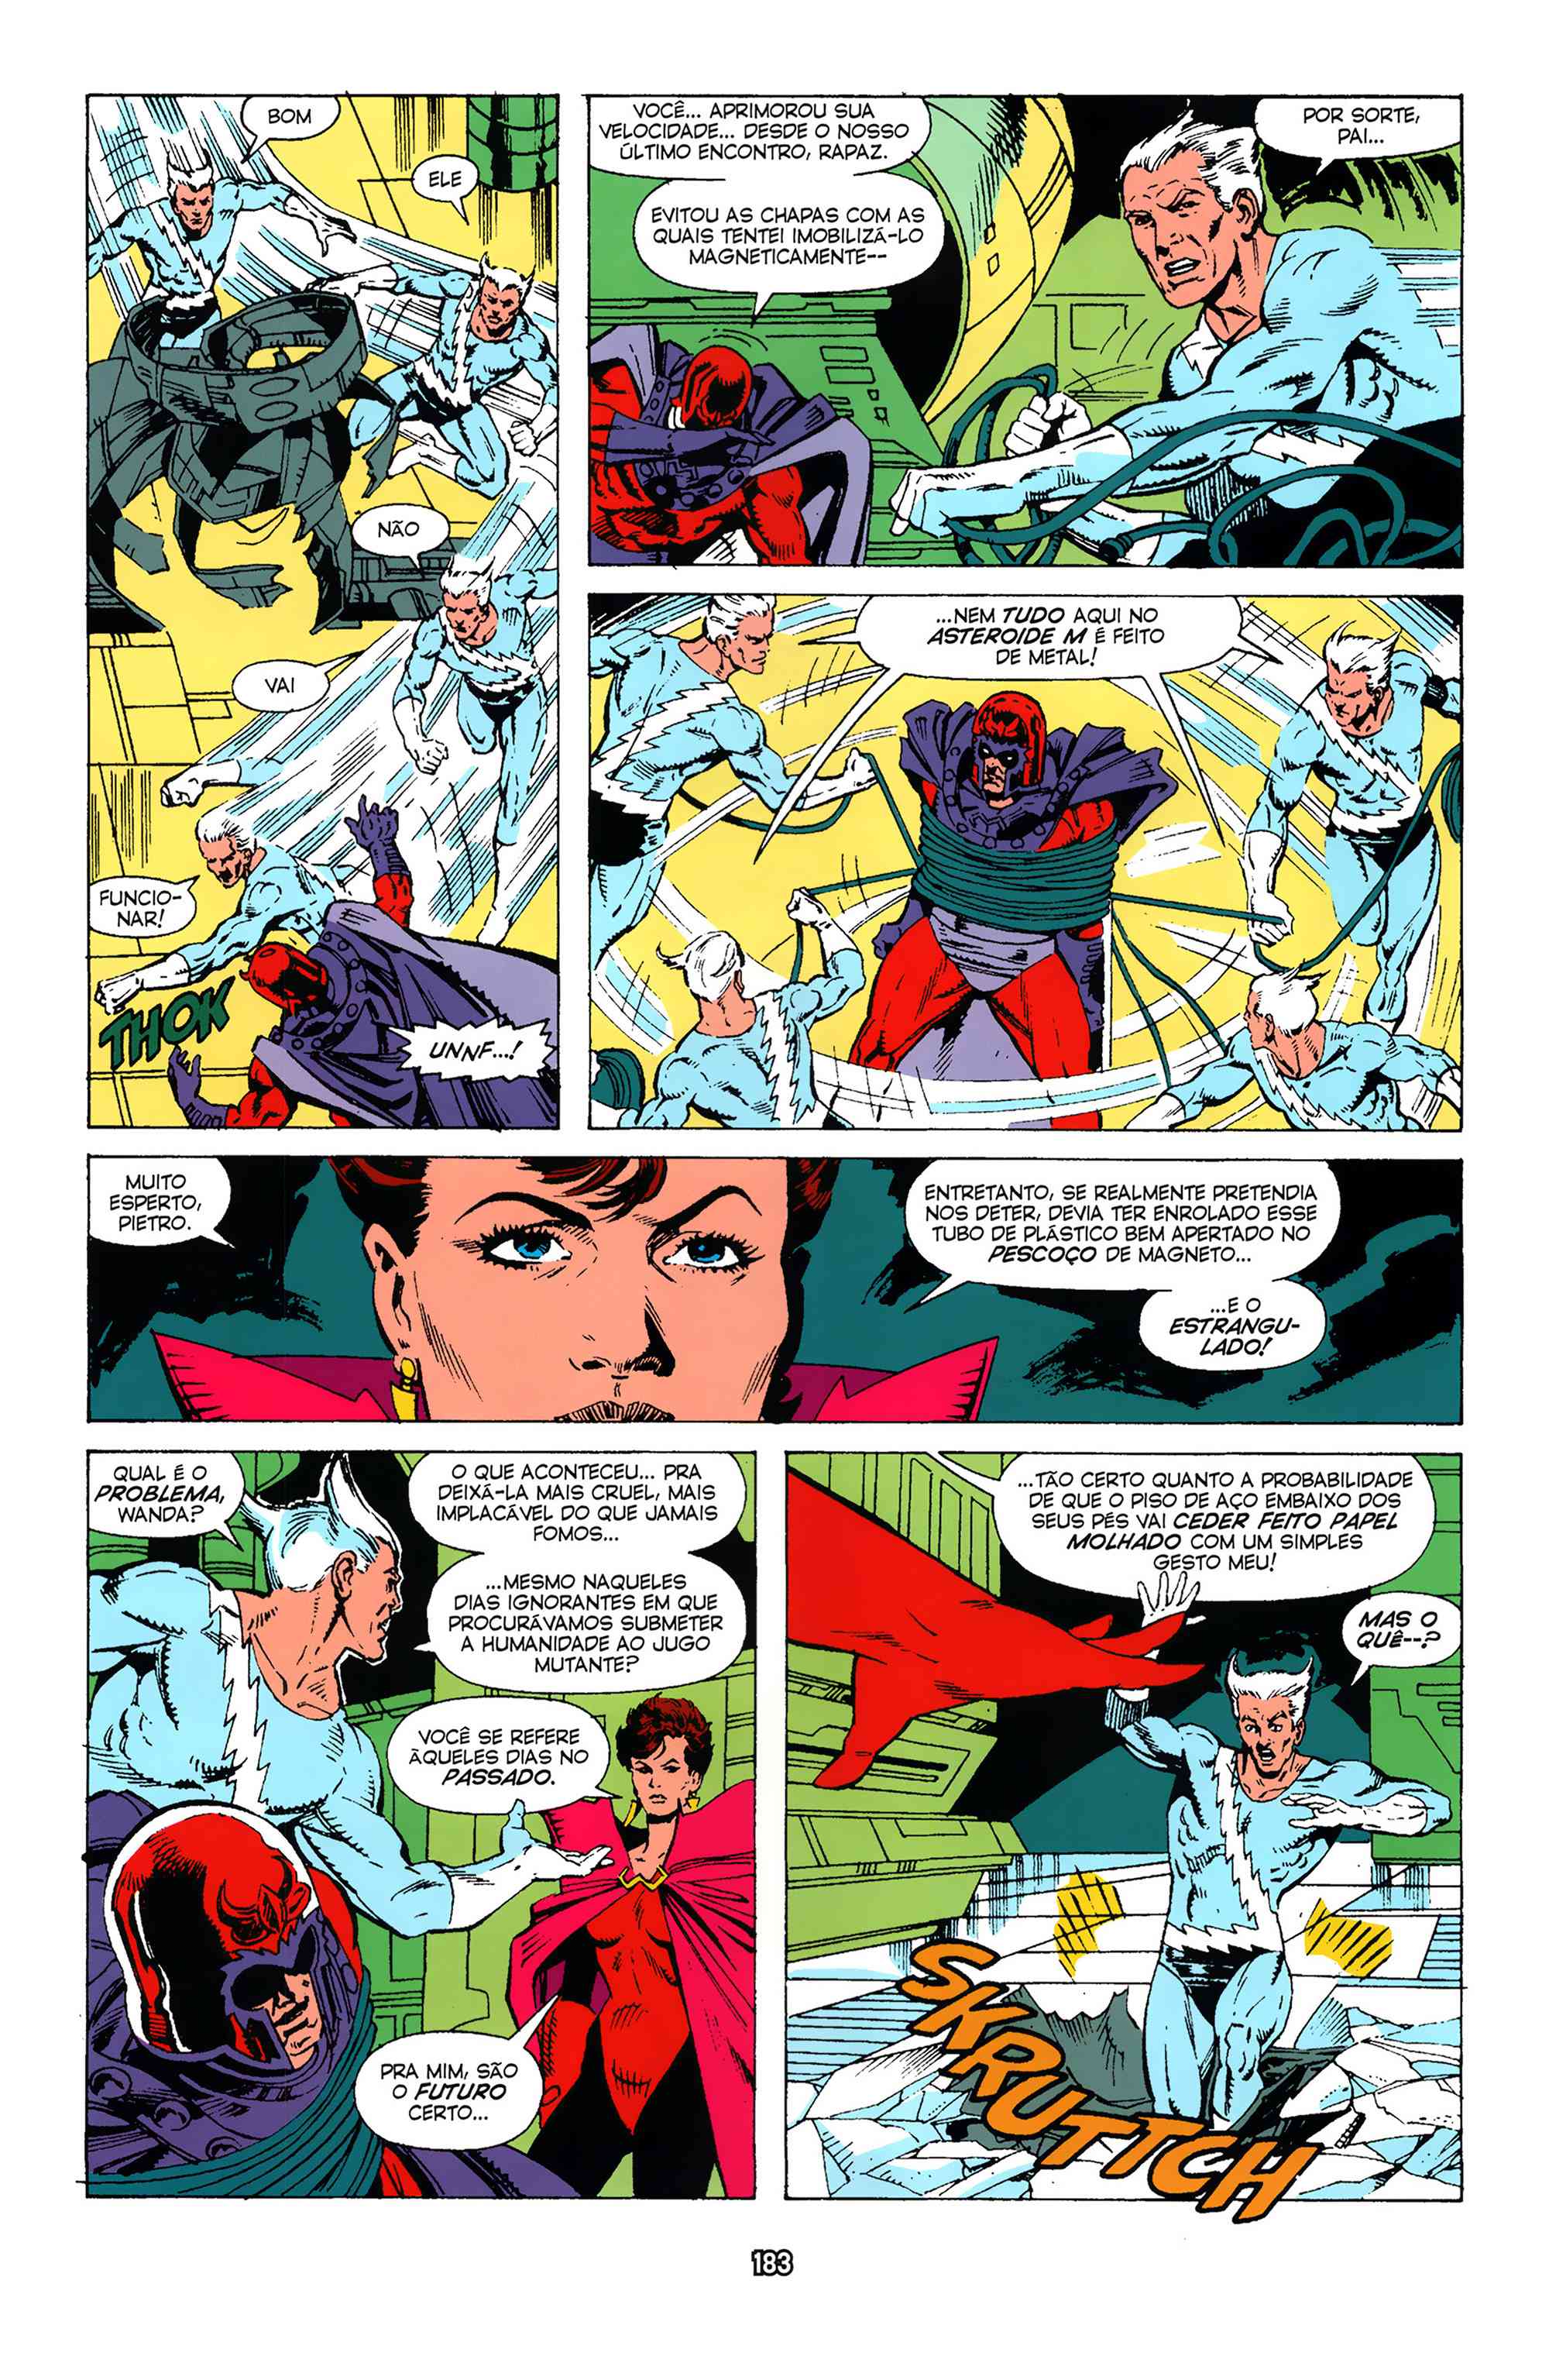 BOM
ELE
NÃO
VAI
FUNCIO-
NAR!
THOK
UNNF...!
VOCÊ... APRIMOROU SUA
VELOCIDADE... DESDE O NOSSO
ÚLTIMO ENCONTRO, RAPAZ.
EVITOU AS CHAPAS COM AS
QUAIS TENTEI IMOBILIZÁ-LO
MAGNETICAMENTE--
POR SORTE,
PAI...
...NEM TUDO AQUI NO
ASTEROIDE M É FEITO
DE METAL!
MUITO
ESPERTO,
PIETRO.
ENTRETANTO, SE REALMENTE PRETENDIA
NOS DETER, DEVIA TER ENROLADO ESSE
TUBO DE PLÁSTICO BEM APERTADO NO
PESCOÇO DE MAGNETO...
...E O
ESTRANGU-
LADO!
QUAL É O
PROBLEMA,
WANDA?
O QUE ACONTECEU... PRA
DEIXÁ-LA MAIS CRUEL, MAIS
IMPLACÁVEL DO QUE JAMAIS
FOMOS...
...MESMO NAQUELES
DIAS IGNORANTES EM QUE
PROCURÁVAMOS SUBMETER
A HUMANIDADE AO JUGO
MUTANTE?
VOCÊ SE REFERE
ÀQUELES DIAS NO
PASSADO.
PRA MIM, SÃO
O FUTURO
CERTO...
...TÃO CERTO QUANTO A PROBABILIDADE
DE QUE O PISO DE AÇO EMBAIXO DOS
SEUS PÉS VAI CEDER FEITO PAPEL
MOLHADO COM UM SIMPLES
GESTO MEU!
MAS O
QUÊ--?
SKRUTTCH
183